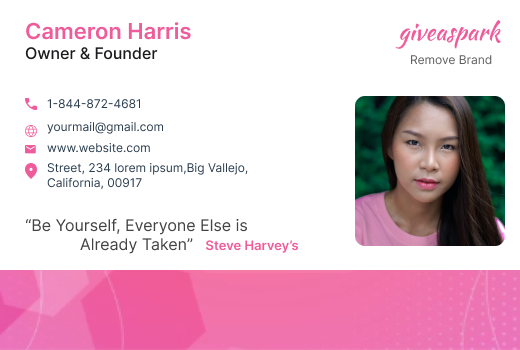 Cameron Harris
Owner & Founder
giveaspark
Remove Brand
1-844-872-4681
yourmail@gmail.com
www.website.com
Street, 234 lorem ipsum,Big Vallejo,
California, 00917
“Be Yourself, Everyone Else is
Already Taken” Steve Harvey’s